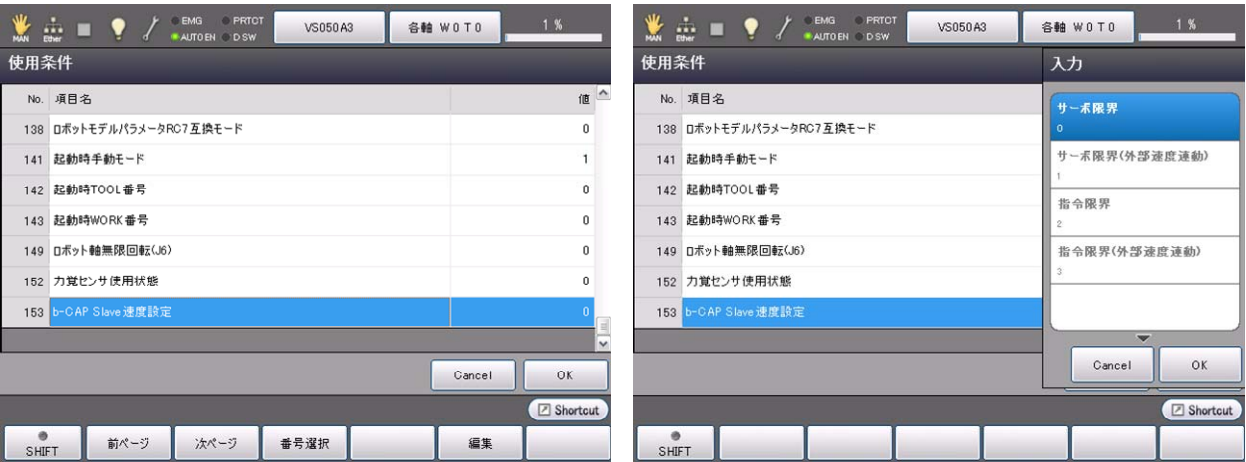 MAN Ether EMG PRTCT AUTO EN D SW VS050A3 各軸 W0T0 1 %
使用条件
No. 項目名 値
138 ロボットモデルパラメータRC7互換モード 0
141 起動時手動モード 1
142 起動時TOOL番号 0
143 起動時WORK番号 0
149 ロボット軸無限回転(J6) 0
152 力覚センサ使用状態 0
153 b-CAP Slave速度設定 0
Cancel OK
Shortcut
SHIFT 前ページ 次ページ 番号選択 編集
MAN Ether EMG PRTCT AUTO EN D SW VS050A3 各軸 W0T0 1 %
使用条件
No. 項目名
138 ロボットモデルパラメータRC7互換モード
141 起動時手動モード
142 起動時TOOL番号
143 起動時WORK番号
149 ロボット軸無限回転(J6)
152 力覚センサ使用状態
153 b-CAP Slave速度設定
入力
サーボ限界
0
サーボ限界(外部速度連動)
1
指令限界
2
指令限界(外部速度連動)
3
Cancel OK
Shortcut
SHIFT